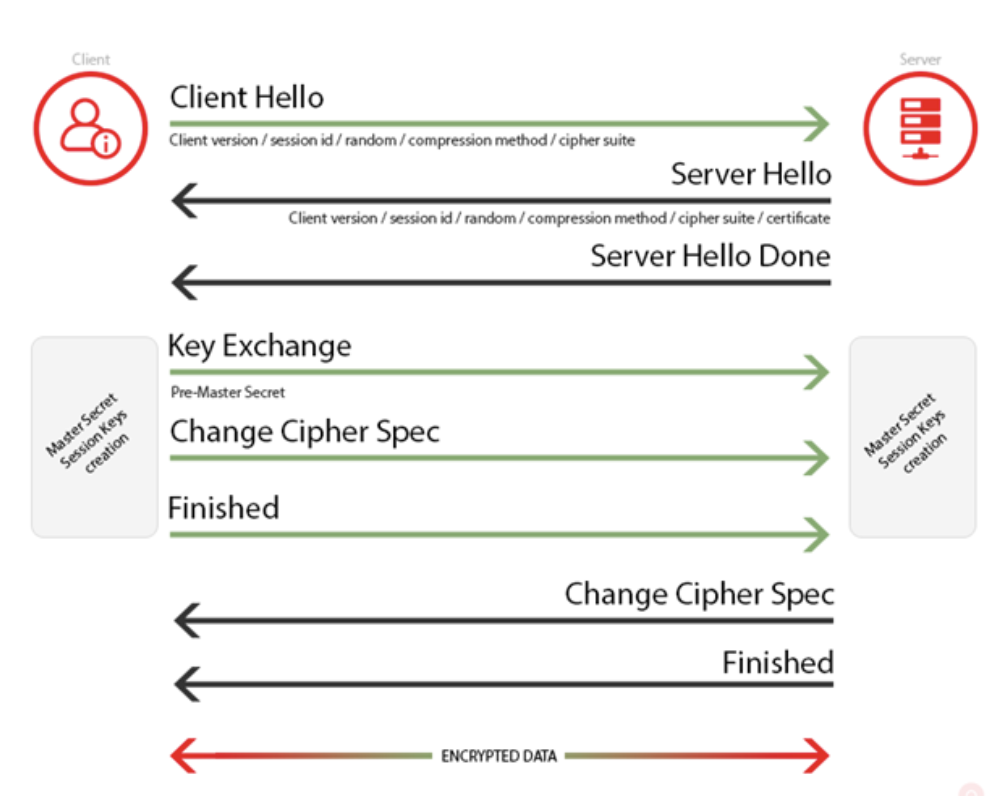 Client
Server
Client Hello
Client version / session id / random / compression method / cipher suite
Server Hello
Client version / session id / random / compression method / cipher suite / certificate
Server Hello Done
Key Exchange
Pre-Master Secret
Change Cipher Spec
Finished
Master Secret
Session Keys
creation
Master Secret
Session Keys
creation
Change Cipher Spec
Finished
ENCRYPTED DATA